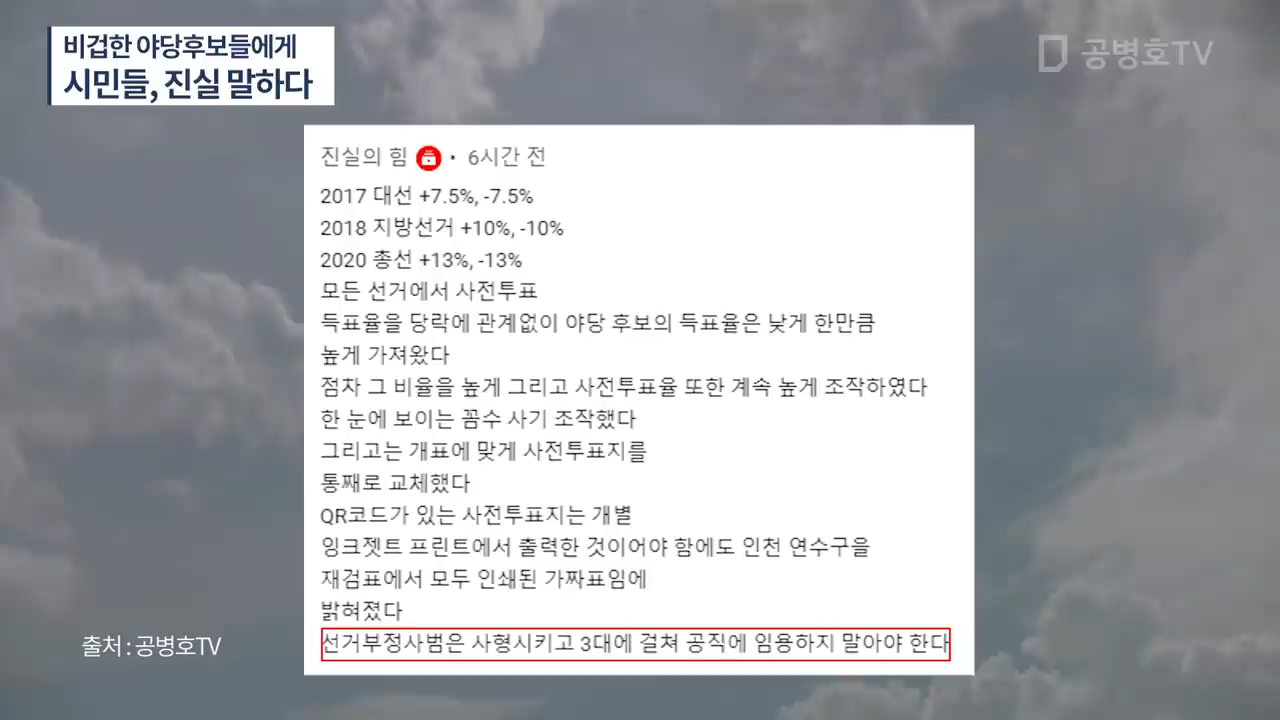 비겁한 야당후보들에게
시민들, 진실 말하다
공병호TV
진실의 힘 · 6시간 전
2017 대선 +7.5%, -7.5%
2018 지방선거 +10%, -10%
2020 총선 +13%, -13%
모든 선거에서 사전투표
득표율을 당락에 관계없이 야당 후보의 득표율은 낮게 한만큼
높게 가져왔다
점차 그 비율을 높게 그리고 사전투표율 또한 계속 높게 조작하였다
한 눈에 보이는 꼼수 사기 조작했다
그리고는 개표에 맞게 사전투표지를
통째로 교체했다
QR코드가 있는 사전투표지는 개별
잉크젯트 프린트에서 출력한 것이어야 함에도 인천 연수구을
재검표에서 모두 인쇄된 가짜표임에
밝혀졌다
선거부정사범은 사형시키고 3대에 걸쳐 공직에 임용하지 말아야 한다
출처 : 공병호TV